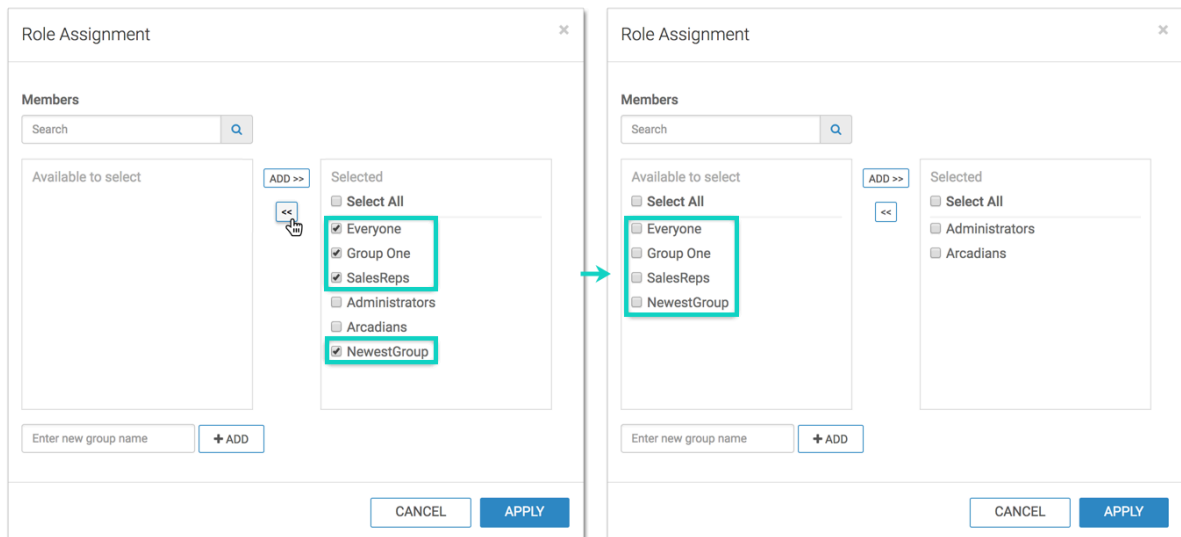 Role Assignment ×
Members
Search
Available to select
ADD >>
<<
Selected
Select All
Everyone
Group One
SalesReps
Administrators
Arcadians
NewestGroup
Enter new group name
+ ADD
CANCEL
APPLY
Role Assignment ×
Members
Search
Available to select
Select All
Everyone
Group One
SalesReps
NewestGroup
ADD >>
<<
Selected
Select All
Administrators
Arcadians
Enter new group name
+ ADD
CANCEL
APPLY